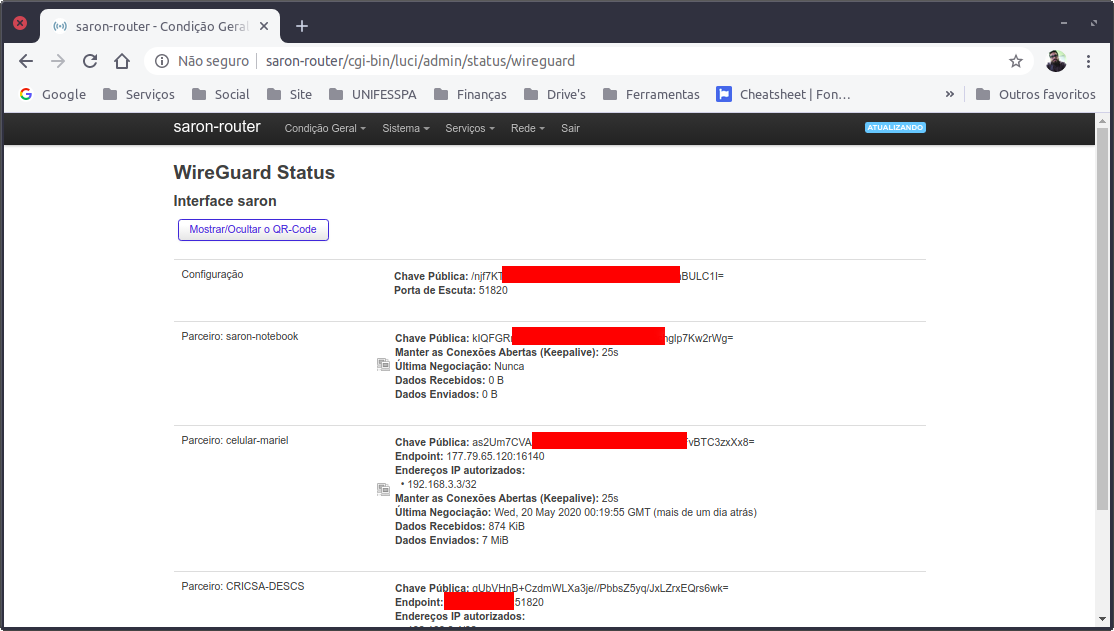 saron-router - Condição Geral
Não seguro saron-router/cgi-bin/luci/admin/status/wireguard
Google Serviços Social Site UNIFESSPA Finanças Drive's Ferramentas Cheatsheet | Fon… » Outros favoritos
saron-router Condição Geral Sistema Serviços Rede Sair ATUALIZANDO
WireGuard Status
Interface saron
Mostrar/Ocultar o QR-Code
Configuração
Chave Pública: /njf7KT BULC1I=
Porta de Escuta: 51820
Parceiro: saron-notebook
Chave Pública: kIQFGR nglp7Kw2rWg=
Manter as Conexões Abertas (Keepalive): 25s
Última Negociação: Nunca
Dados Recebidos: 0 B
Dados Enviados: 0 B
Parceiro: celular-mariel
Chave Pública: as2Um7CVA vBTC3zxXx8=
Endpoint: 177.79.65.120:16140
Endereços IP autorizados:
• 192.168.3.3/32
Manter as Conexões Abertas (Keepalive): 25s
Última Negociação: Wed, 20 May 2020 00:19:55 GMT (mais de um dia atrás)
Dados Recebidos: 874 KiB
Dados Enviados: 7 MiB
Parceiro: CRICSA-DESCS
Chave Pública: gUbVHnB+CzdmWLXa3je//PbbsZ5yq/JxLZrxEQrs6wk=
Endpoint: 51820
Endereços IP autorizados: